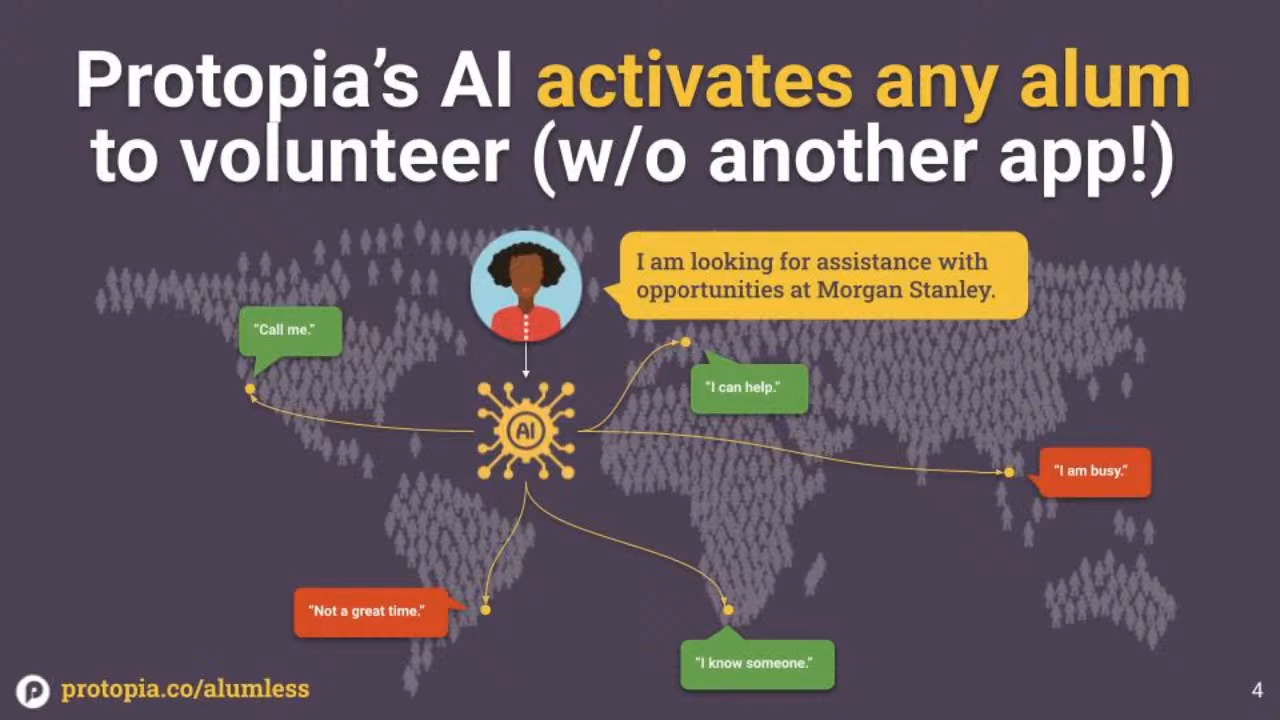 Protopia’s AI activates any alum
to volunteer (w/o another app!)
I am looking for assistance with
opportunities at Morgan Stanley.
“Call me.”
“I can help.”
AI
“I am busy.”
“Not a great time.”
“I know someone.”
protopia.co/alumless
4